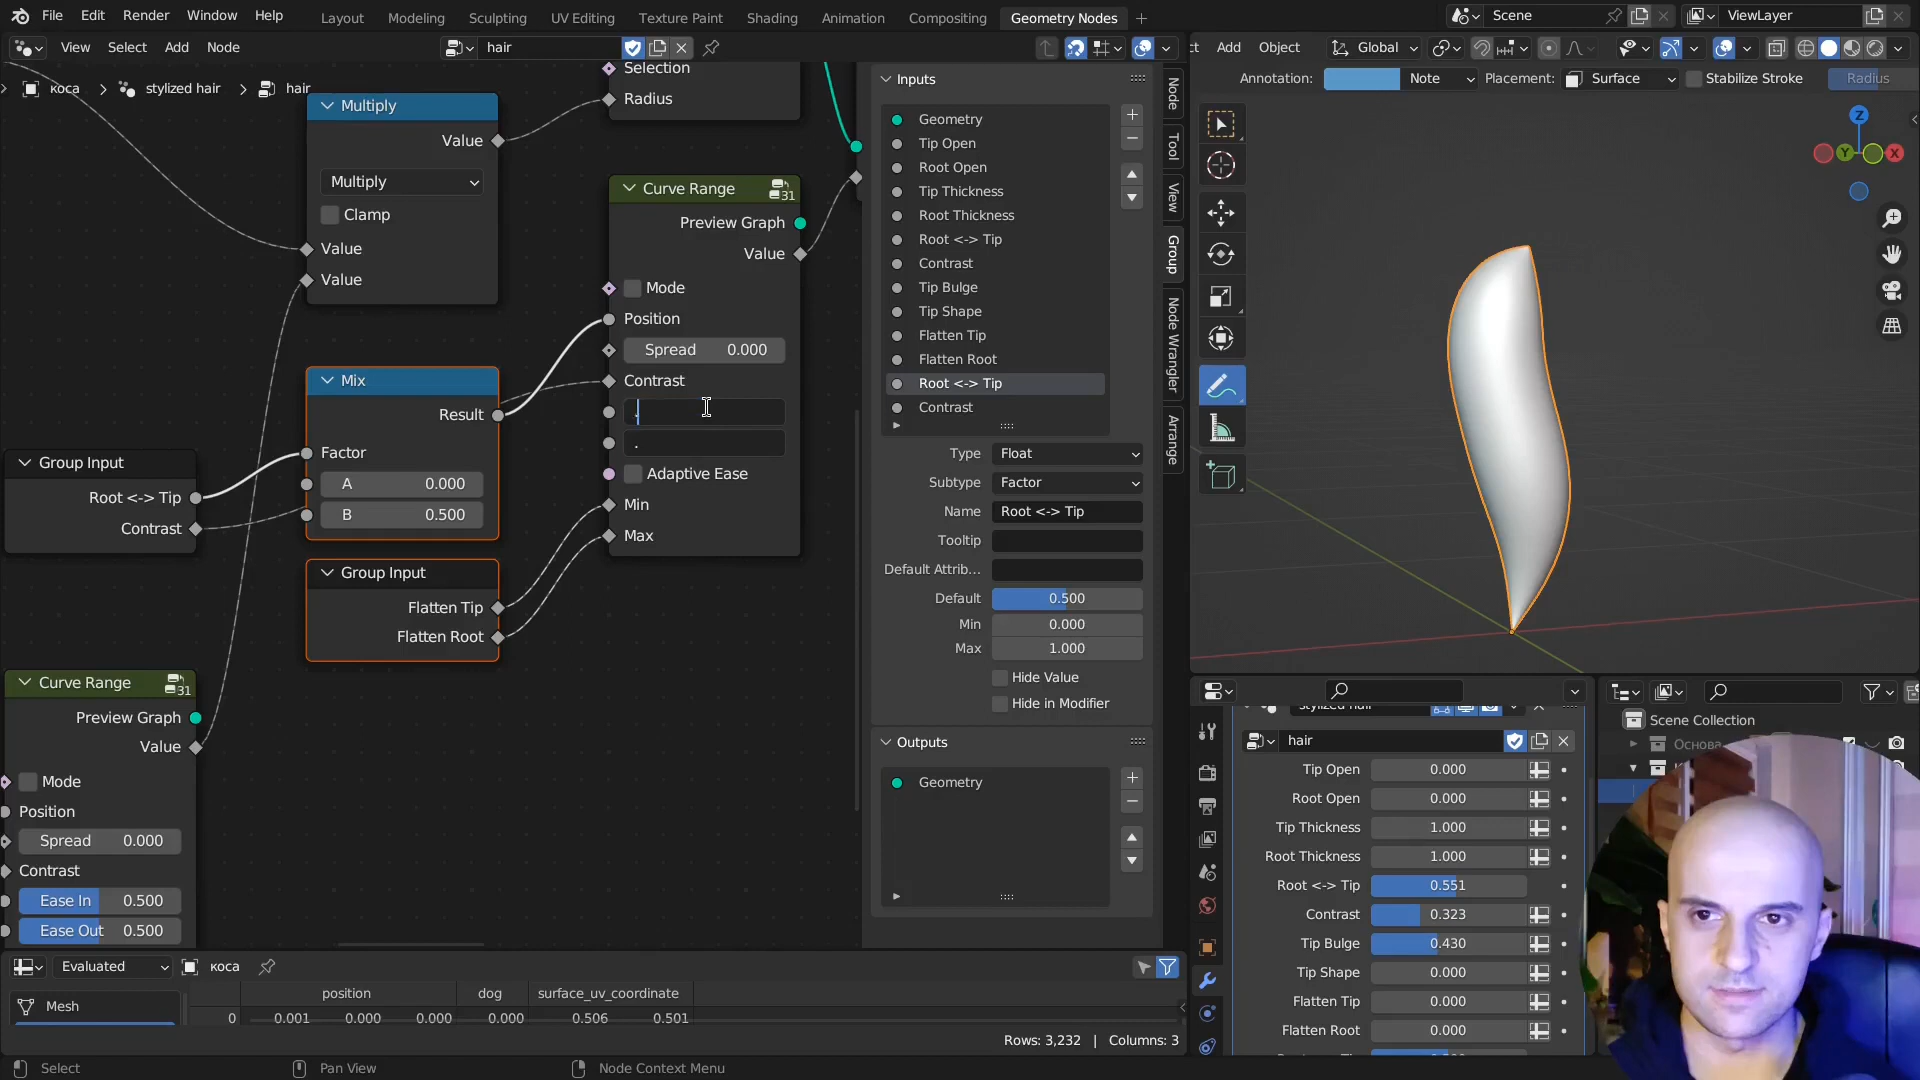 File Edit Render Window Help Layout Modeling Sculpting UV Editing Texture Paint Shading Animation Compositing Geometry Nodes Scene ViewLayer
View Select Add Node hair
Add Object Global
Annotation: Note Placement: Surface Stabilize Stroke Radius
коса stylized hair hair
Multiply
Value
Multiply
Clamp
Value
Value
Selection
Radius
Curve Range 31
Preview Graph
Value
Mode
Position
Spread 0.000
Contrast
.
.
Adaptive Ease
Min
Max
Mix
Result
Factor
A 0.000
B 0.500
Group Input
Root <-> Tip
Contrast
Group Input
Flatten Tip
Flatten Root
Curve Range 31
Preview Graph
Value
Mode
Position
Spread 0.000
Contrast
Ease In 0.500
Ease Out 0.500
Inputs
Geometry
Tip Open
Root Open
Tip Thickness
Root Thickness
Root <-> Tip
Contrast
Tip Bulge
Tip Shape
Flatten Tip
Flatten Root
Root <-> Tip
Contrast
Type Float
Subtype Factor
Name Root <-> Tip
Tooltip
Default Attrib...
Default 0.500
Min 0.000
Max 1.000
Hide Value
Hide in Modifier
Outputs
Geometry
Node
Tool
View
Group
Node Wrangler
Arrange
Z
Y
X
stylized hair
hair
Tip Open 0.000
Root Open 0.000
Tip Thickness 1.000
Root Thickness 1.000
Root <-> Tip 0.551
Contrast 0.323
Tip Bulge 0.430
Tip Shape 0.000
Flatten Tip 0.000
Flatten Root 0.000
Scene Collection
Основа
Evaluated коса
Mesh
position dog surface_uv_coordinate
0 0.001 0.000 0.000 0.000 0.506 0.501
Rows: 3,232 | Columns: 3
Select Pan View Node Context Menu